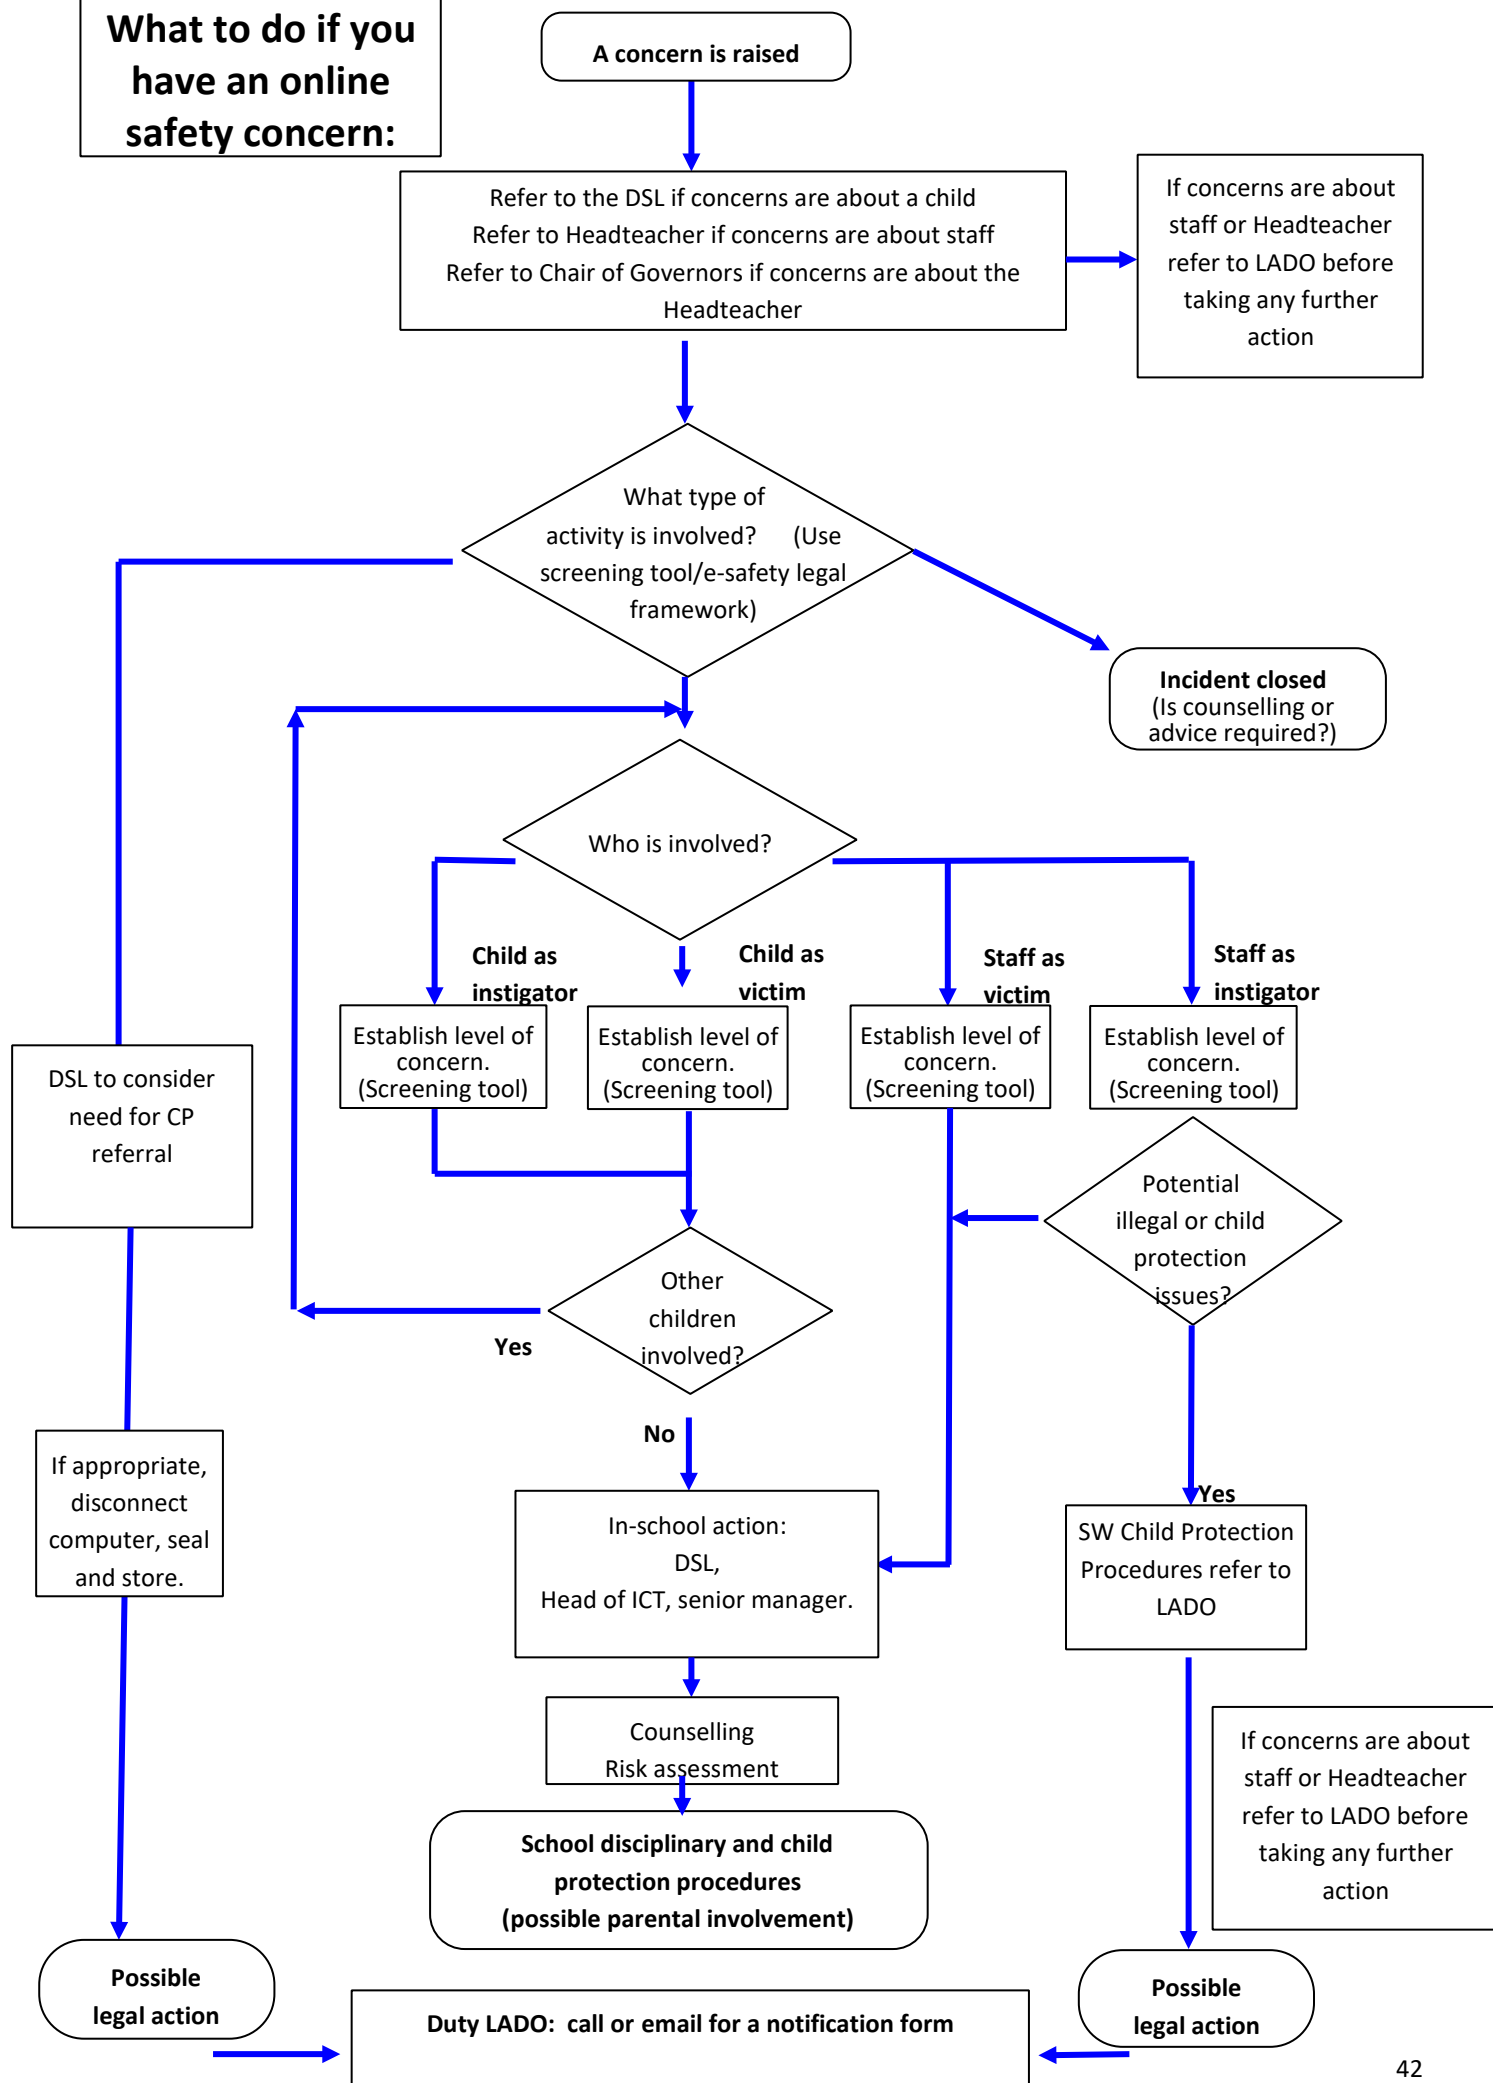 What to do if you
have an online
safety concern:
A concern is raised
Refer to the DSL if concerns are about a child
Refer to Headteacher if concerns are about staff
Refer to Chair of Governors if concerns are about the
Headteacher
If concerns are about
staff or Headteacher
refer to LADO before
taking any further
action
What type of
activity is involved? (Use
screening tool/e-safety legal
framework)
Incident closed
(Is counselling or
advice required?)
Who is involved?
Child as
instigator
Child as
victim
Staff as
victim
Staff as
instigator
Establish level of
concern.
(Screening tool)
Establish level of
concern.
(Screening tool)
Establish level of
concern.
(Screening tool)
Establish level of
concern.
(Screening tool)
DSL to consider
need for CP
referral
Potential
illegal or child
protection
issues?
Other
children
involved?
Yes
No
If appropriate,
disconnect
computer, seal
and store.
In-school action:
DSL,
Head of ICT, senior manager.
Yes
SW Child Protection
Procedures refer to
LADO
Counselling
Risk assessment
If concerns are about
staff or Headteacher
refer to LADO before
taking any further
action
School disciplinary and child
protection procedures
(possible parental involvement)
Possible
legal action
Possible
legal action
Duty LADO: call or email for a notification form
42